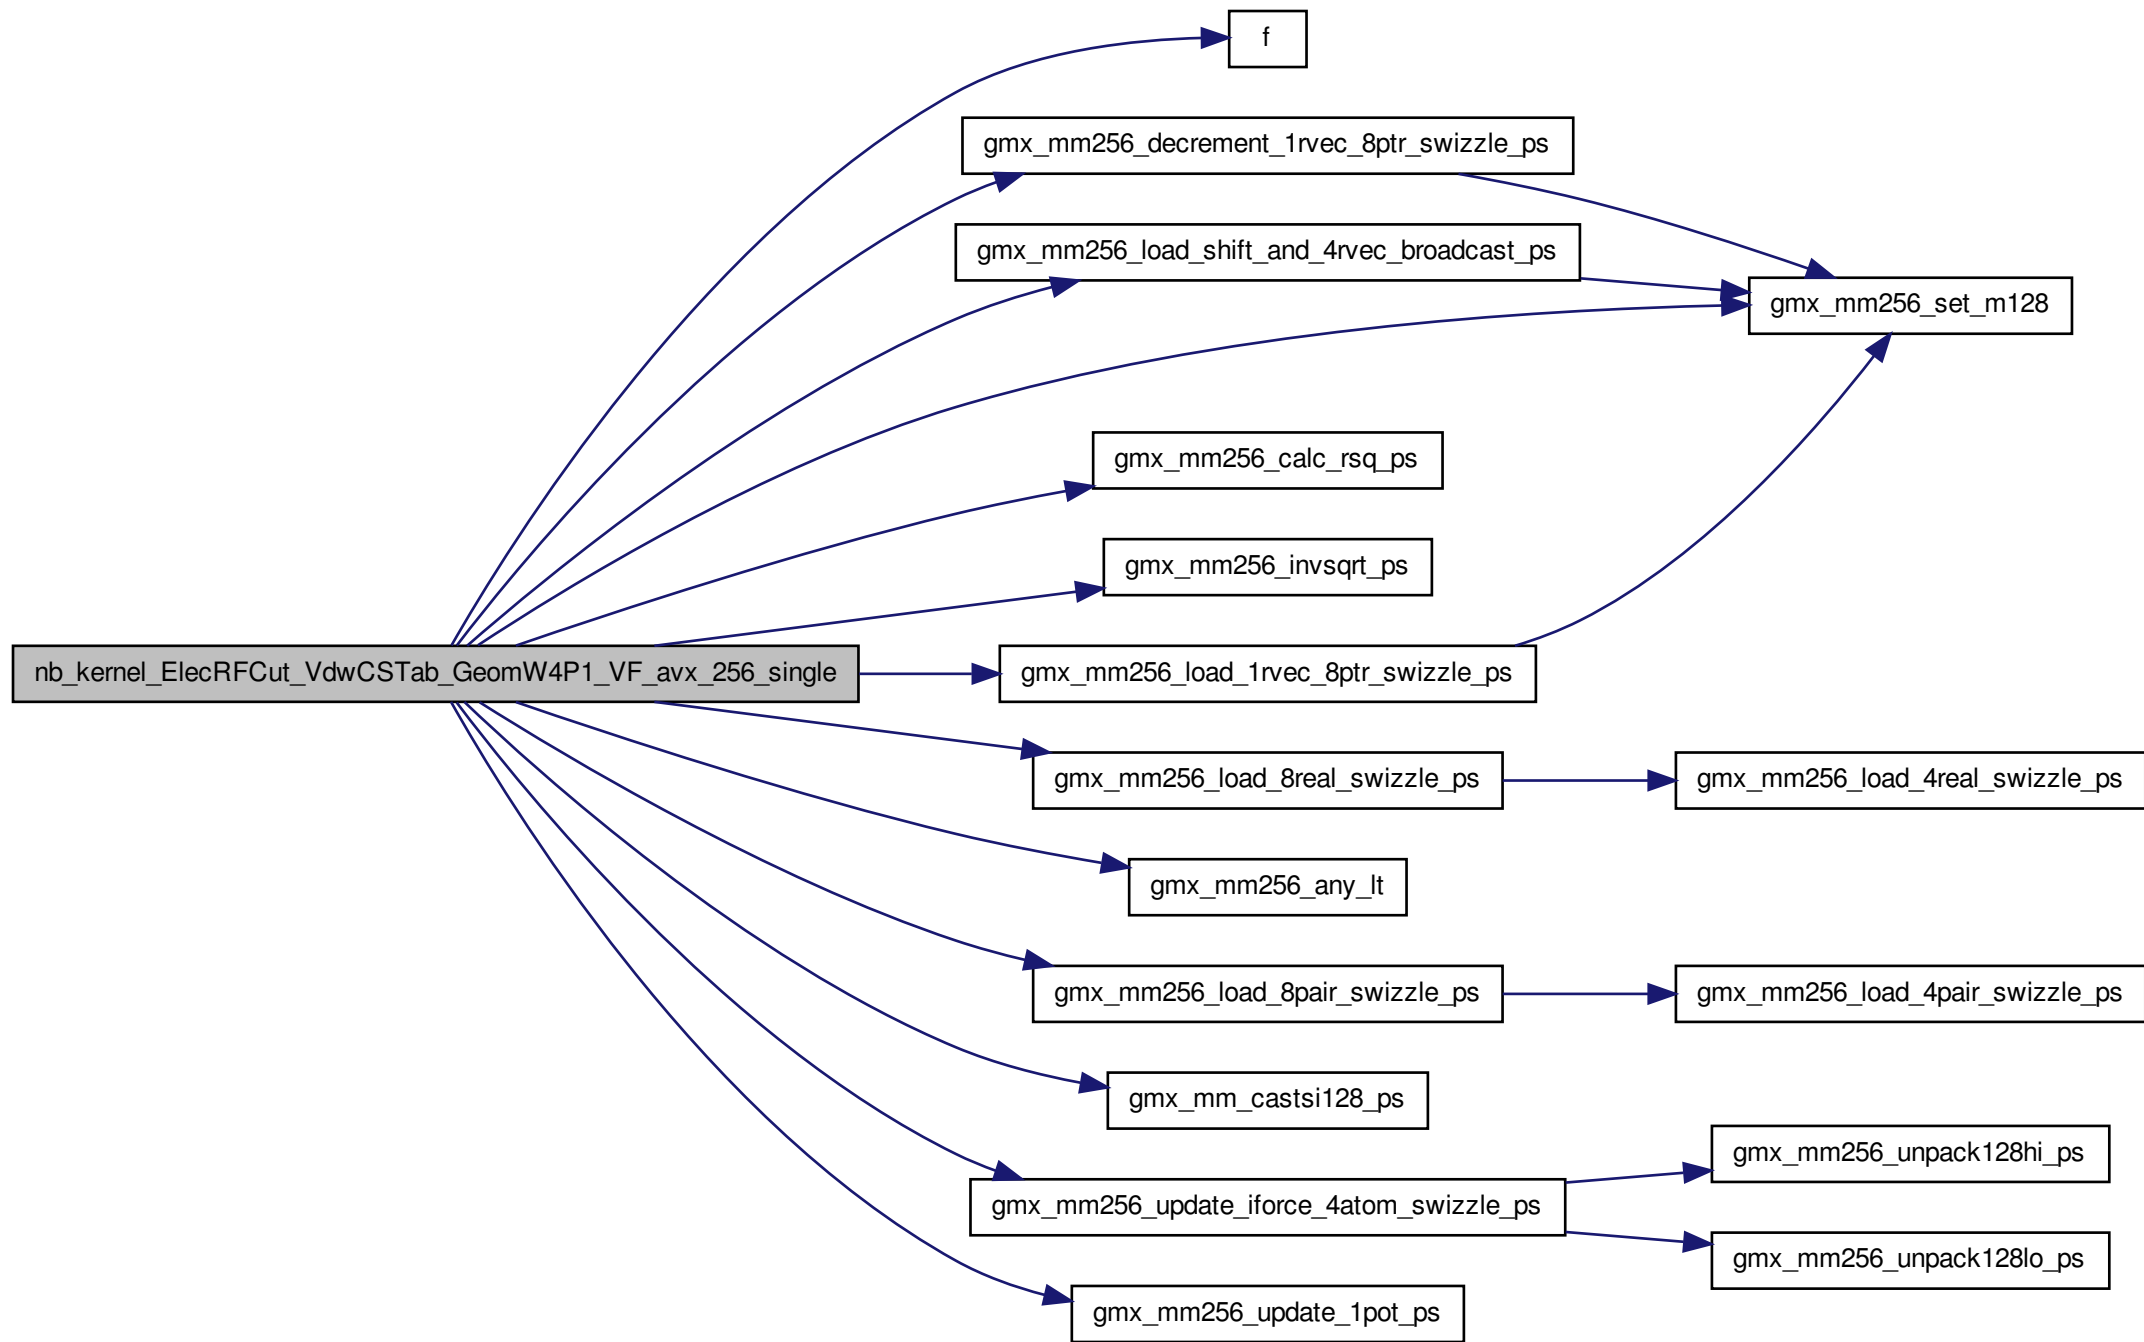 f
gmx_mm256_decrement_1rvec_8ptr_swizzle_ps
gmx_mm256_load_shift_and_4rvec_broadcast_ps
gmx_mm256_set_m128
gmx_mm256_calc_rsq_ps
gmx_mm256_invsqrt_ps
nb_kernel_ElecRFCut_VdwCSTab_GeomW4P1_VF_avx_256_single
gmx_mm256_load_1rvec_8ptr_swizzle_ps
gmx_mm256_load_8real_swizzle_ps
gmx_mm256_load_4real_swizzle_ps
gmx_mm256_any_lt
gmx_mm256_load_8pair_swizzle_ps
gmx_mm256_load_4pair_swizzle_ps
gmx_mm_castsi128_ps
gmx_mm256_unpack128hi_ps
gmx_mm256_update_iforce_4atom_swizzle_ps
gmx_mm256_unpack128lo_ps
gmx_mm256_update_1pot_ps